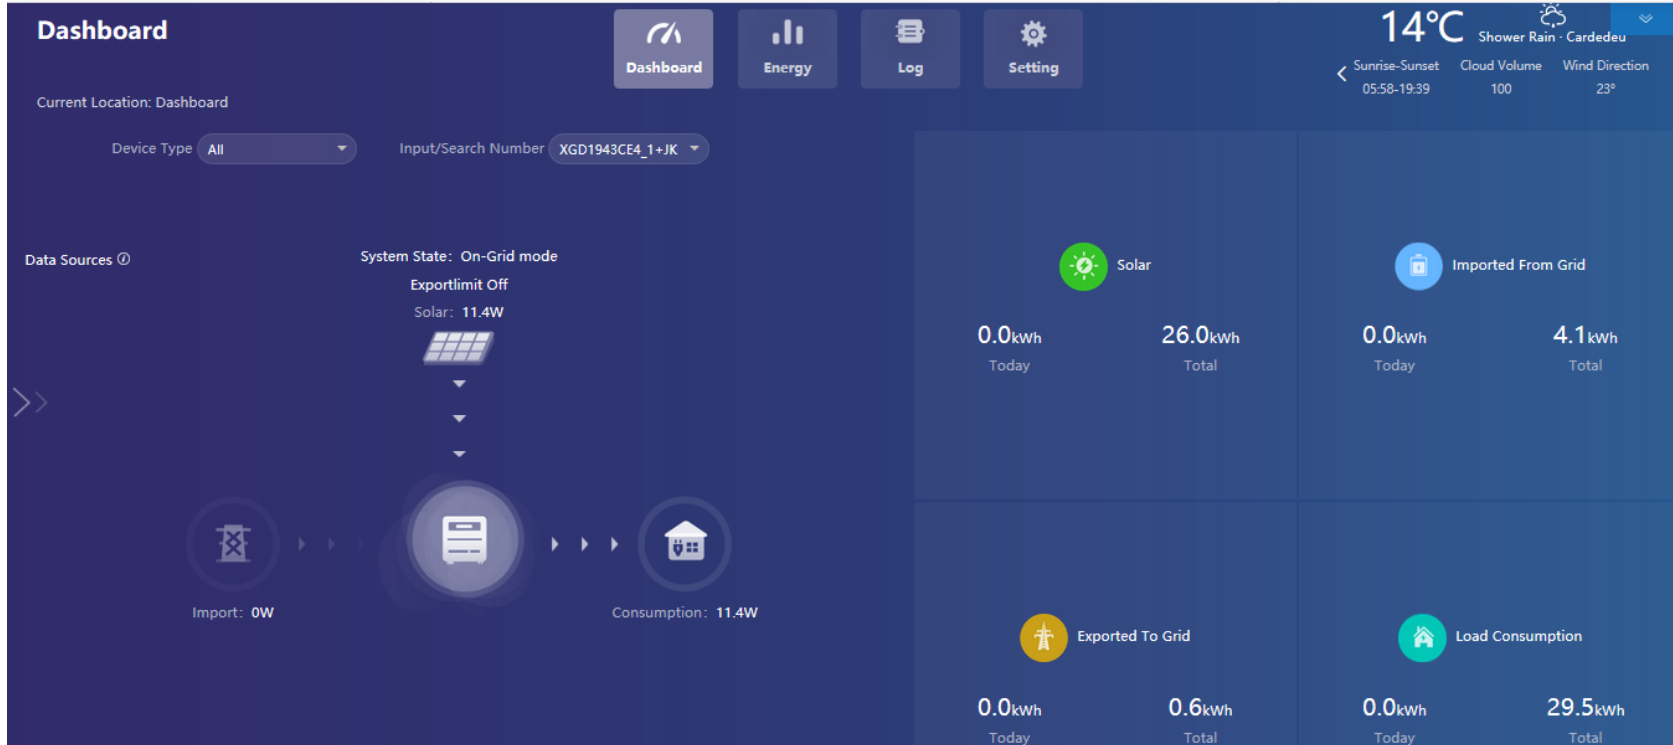 Dashboard
Dashboard
Energy
Log
Setting
14℃
Shower Rain · Cardedeu
Sunrise-Sunset Cloud Volume Wind Direction
05:58-19:39 100 23°
Current Location: Dashboard
Device Type All Input/Search Number XGD1943CE4_1+JK
Data Sources
System State: On-Grid mode
Exportlimit Off
Solar: 11.4W
Import: 0W
Consumption: 11.4W
Solar
0.0kWh 26.0kWh
Today Total
Imported From Grid
0.0kWh 4.1kWh
Today Total
Exported To Grid
0.0kWh 0.6kWh
Today Total
Load Consumption
0.0kWh 29.5kWh
Today Total